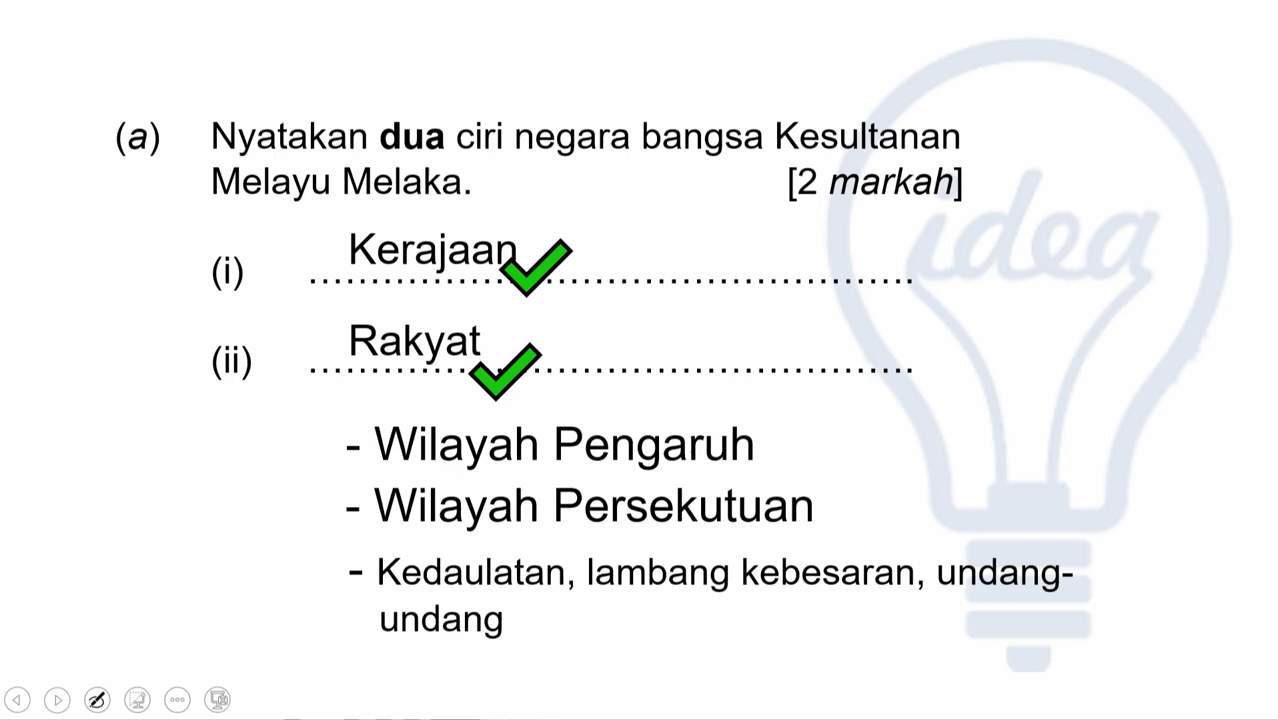 (a) Nyatakan dua ciri negara bangsa Kesultanan
Melayu Melaka. [2 markah]
(i) Kerajaan
(ii) Rakyat
- Wilayah Pengaruh
- Wilayah Persekutuan
- Kedaulatan, lambang kebesaran, undang-
undang
idea